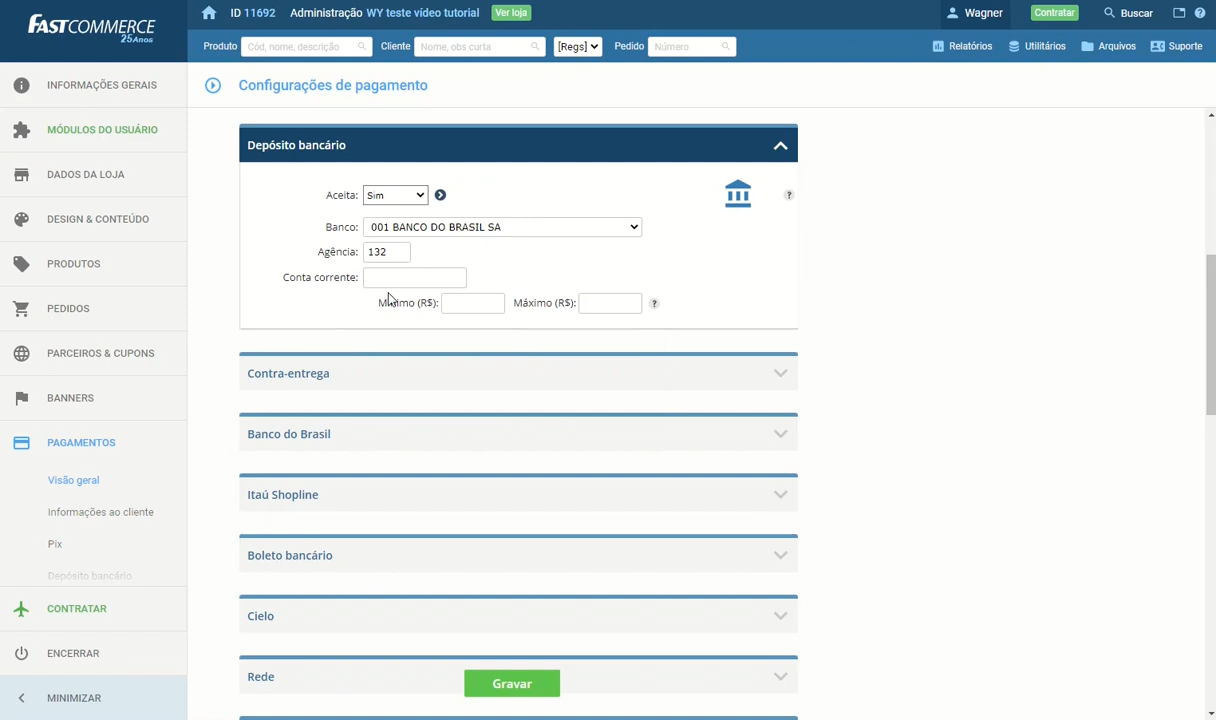 FASTCOMMERCE
25Anos
ID 11692 Administração WY teste vídeo tutorial Ver loja Wagner Contratar Buscar ?
Produto Cód, nome, descrição Cliente Nome, obs curta [Regs] Pedido Número Relatórios Utilitários Arquivos Suporte
Configurações de pagamento
INFORMAÇÕES GERAIS
MÓDULOS DO USUÁRIO
DADOS DA LOJA
DESIGN & CONTEÚDO
PRODUTOS
PEDIDOS
PARCEIROS & CUPONS
BANNERS
PAGAMENTOS
Visão geral
Informações ao cliente
Pix
Depósito bancário
CONTRATAR
ENCERRAR
MINIMIZAR
Depósito bancário
Aceita: Sim ?
Banco: 001 BANCO DO BRASIL SA
Agência: 132
Conta corrente:
Mínimo (R$): Máximo (R$): ?
Contra-entrega
Banco do Brasil
Itaú Shopline
Boleto bancário
Cielo
Rede
Gravar